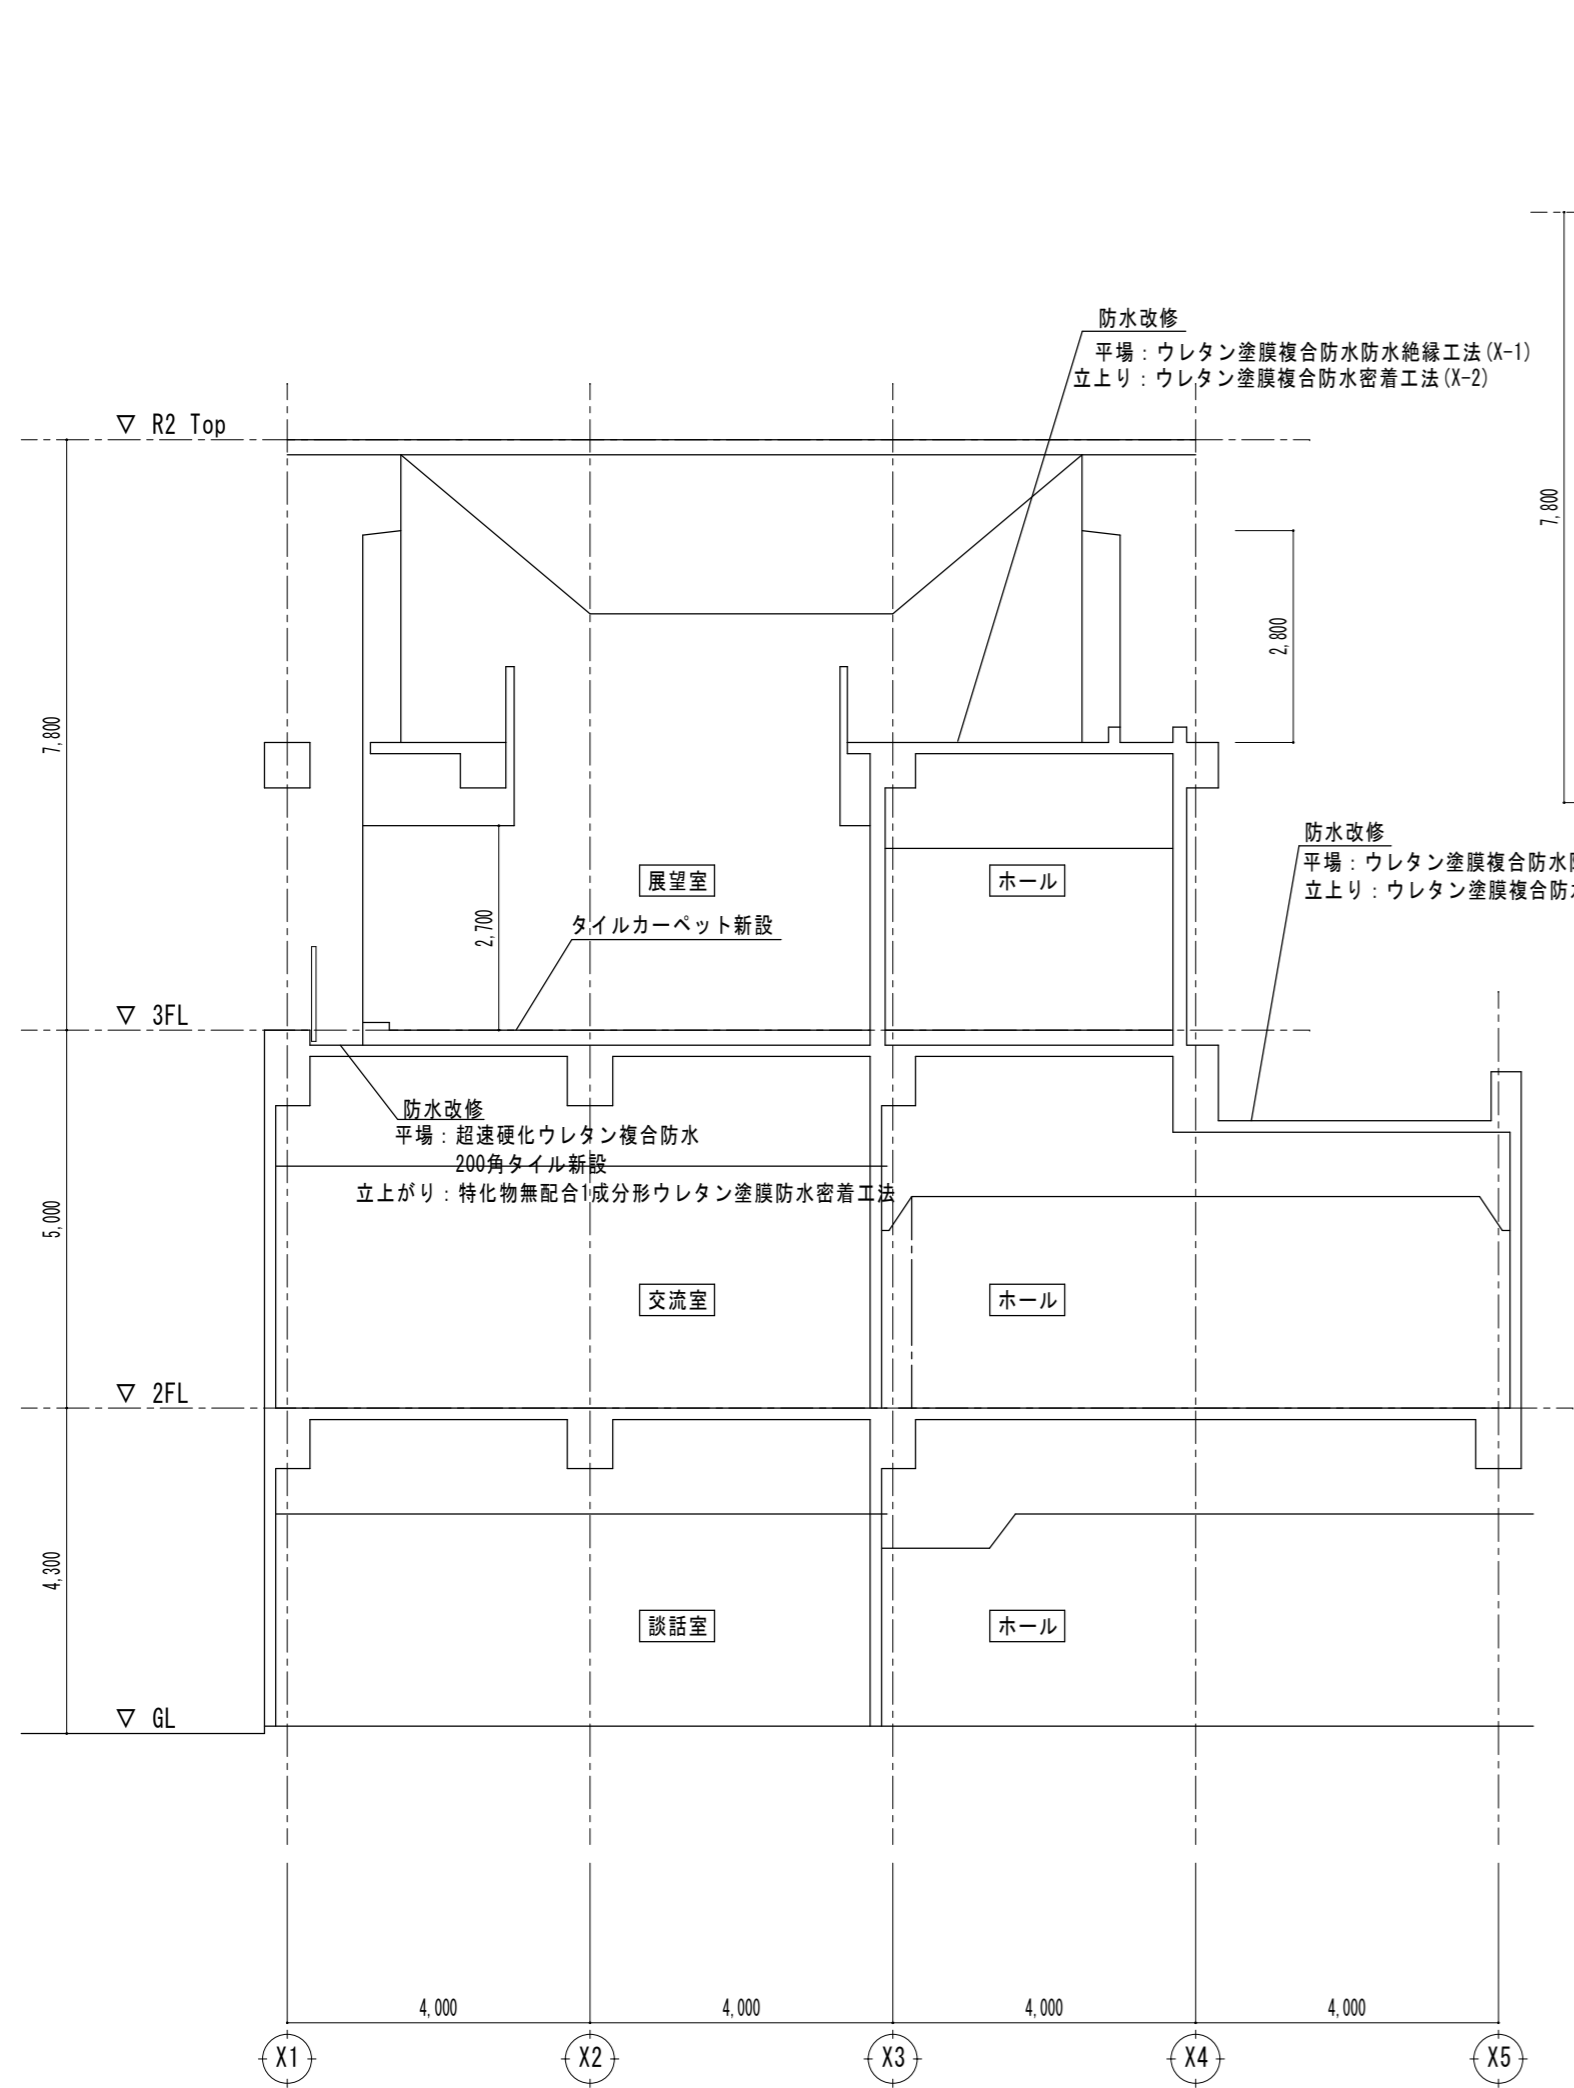 防水改修
平場：ウレタン塗膜複合防水防水絶縁工法(X-1)
立上り：ウレタン塗膜複合防水密着工法(X-2)
▽ R2 Top
7,800
7,800
2,800
防水改修
平場：ウレタン塗膜複合防水
立上り：ウレタン塗膜複合防
展望室
ホール
2,700
タイルカーペット新設
▽ 3FL
防水改修
平場：超速硬化ウレタン複合防水
200角タイル新設
立上がり：特化物無配合1成分形ウレタン塗膜防水密着工法
5,000
交流室
ホール
▽ 2FL
4,300
談話室
ホール
▽ GL
4,000
4,000
4,000
4,000
X1
X2
X3
X4
X5